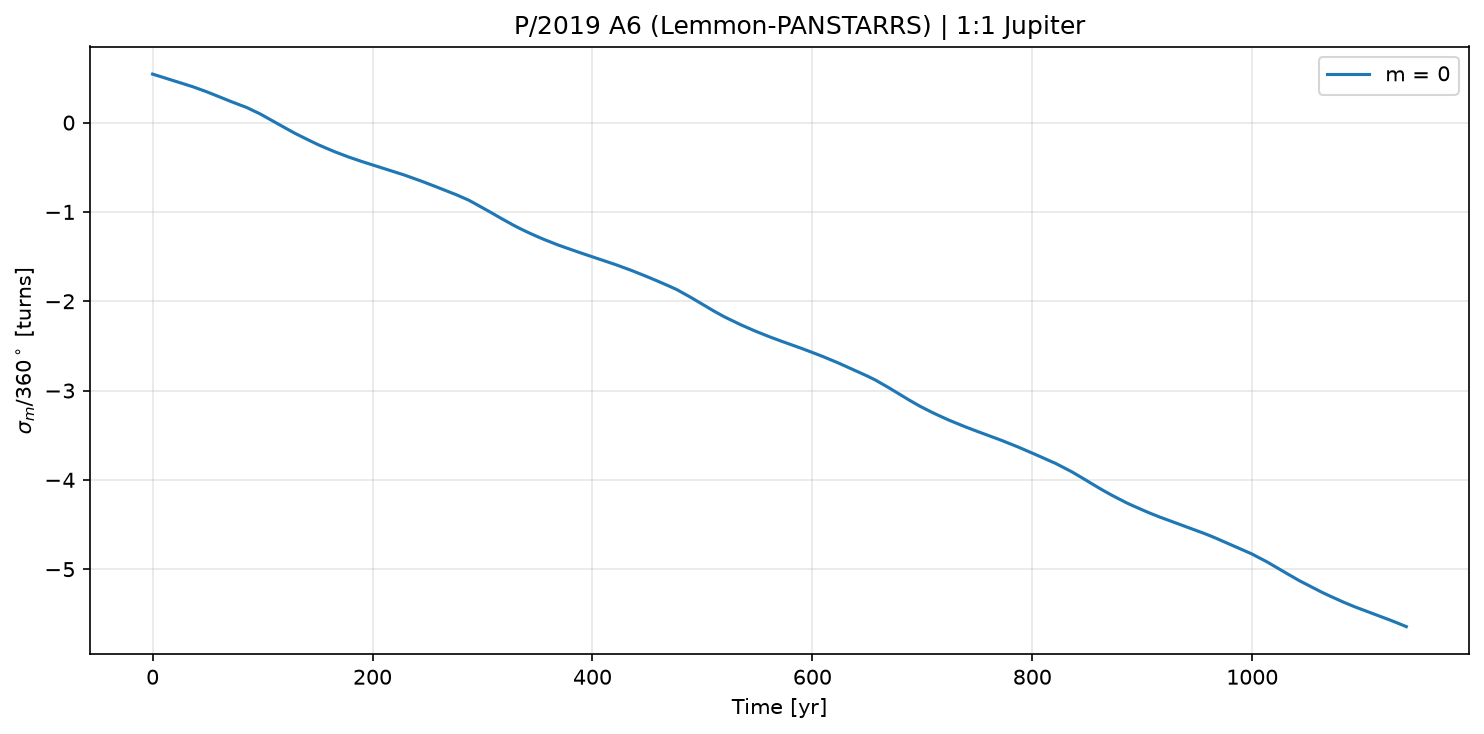 P/2019 A6 (Lemmon-PANSTARRS) | 1:1 Jupiter
m = 0
σₘ/360° [turns]
0
−1
−2
−3
−4
−5
0 200 400 600 800 1000
Time [yr]